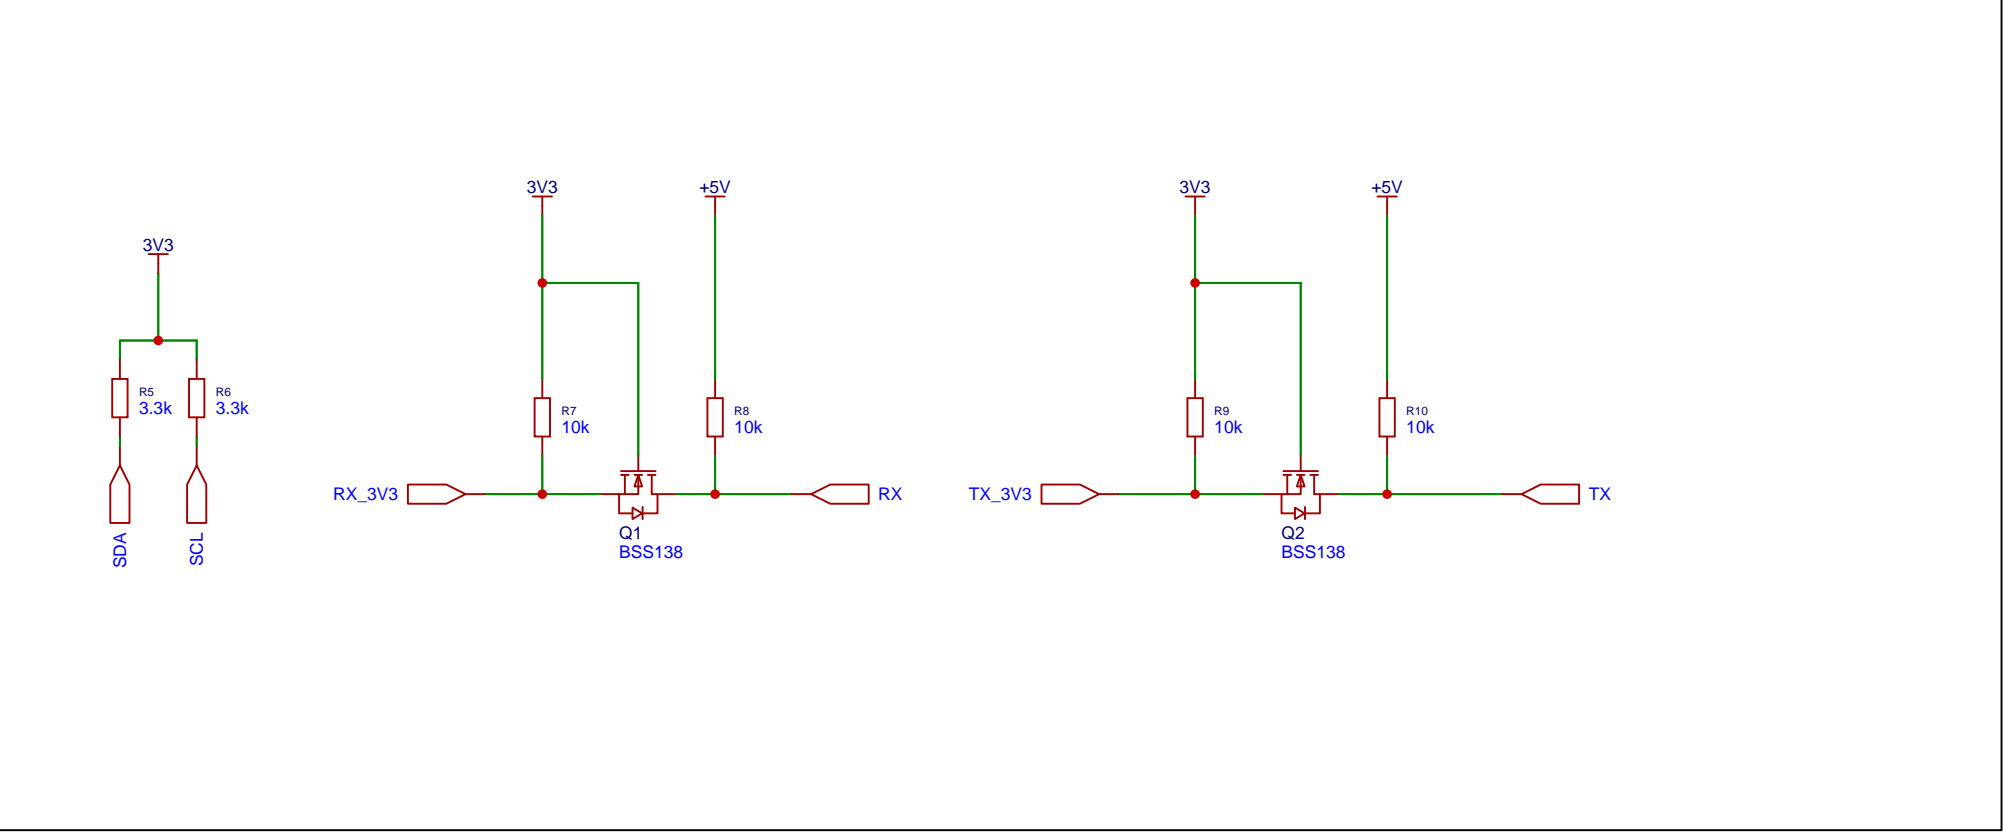 3V3
R5
3.3k
R6
3.3k
SDA
SCL
3V3
+5V
R7
10k
R8
10k
RX_3V3
RX
Q1
BSS138
3V3
+5V
R9
10k
R10
10k
TX_3V3
TX
Q2
BSS138